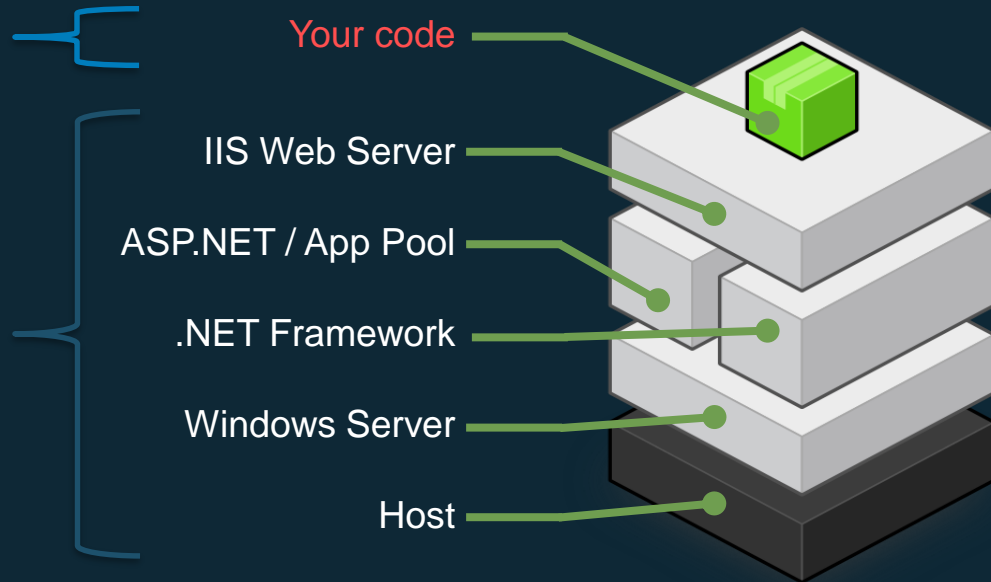 Your code
IIS Web Server
ASP.NET / App Pool
.NET Framework
Windows Server
Host